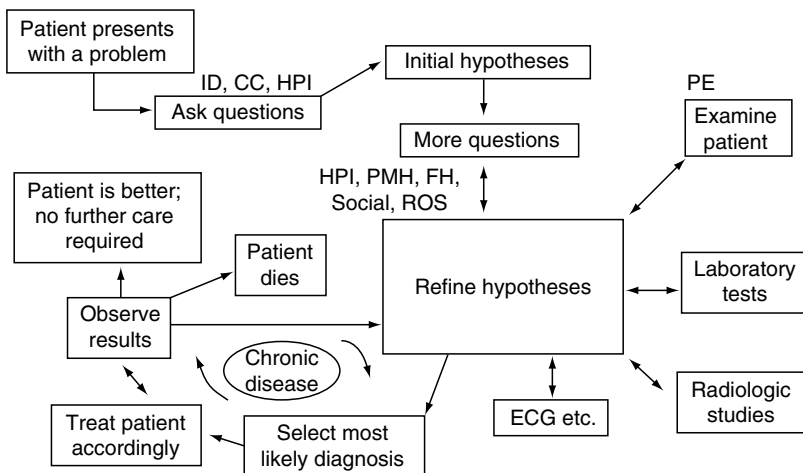 Patient presents
with a problem
ID, CC, HPI
Ask questions
Initial hypotheses
More questions
HPI, PMH, FH,
Social, ROS
PE
Examine
patient
Patient is better;
no further care
required
Patient
dies
Refine hypotheses
Laboratory
tests
Observe
results
Chronic
disease
Radiologic
studies
ECG etc.
Treat patient
accordingly
Select most
likely diagnosis